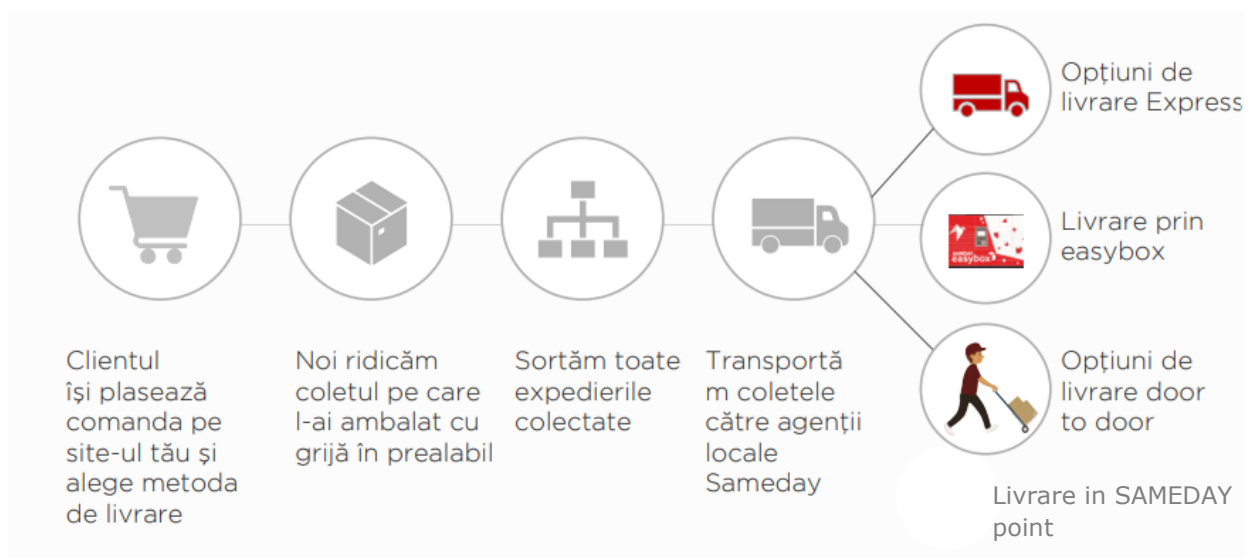 Clientul
își plasează
comanda pe
site-ul tău și
alege metoda
de livrare
Noi ridicăm
coletul pe care
l-ai ambalat cu
grijă în prealabil
Sortăm toate
expedierile
colectate
Transportă
m coletele
către agenții
locale
Sameday
Opțiuni de
livrare Express
easybox
Livrare prin
easybox
Opțiuni de
livrare door
to door
Livrare in SAMEDAY
point